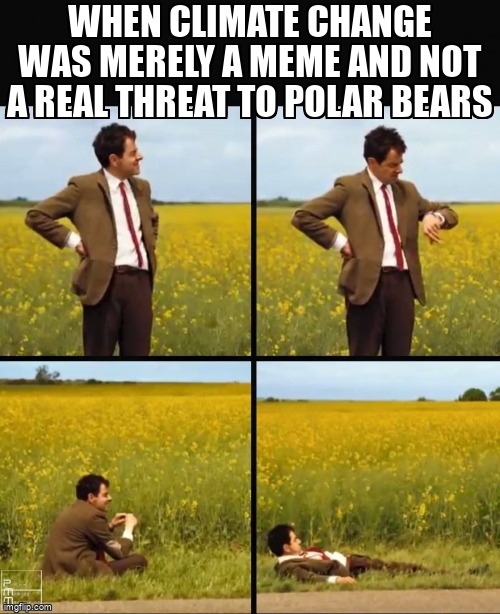 WHEN CLIMATE CHANGE
WAS MERELY A MEME AND NOT
A REAL THREAT TO POLAR BEARS
imgflip.com